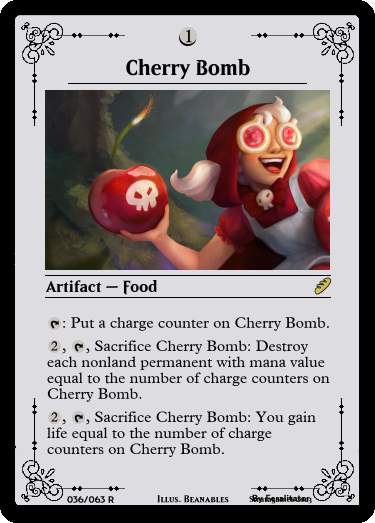 1
Cherry Bomb
Artifact — Food
: Put a charge counter on Cherry Bomb.
2, , Sacrifice Cherry Bomb: Destroy
each nonland permanent with mana value
equal to the number of charge counters on
Cherry Bomb.
2, , Sacrifice Cherry Bomb: You gain
life equal to the number of charge
counters on Cherry Bomb.
036/063 R
Illus. Beanables